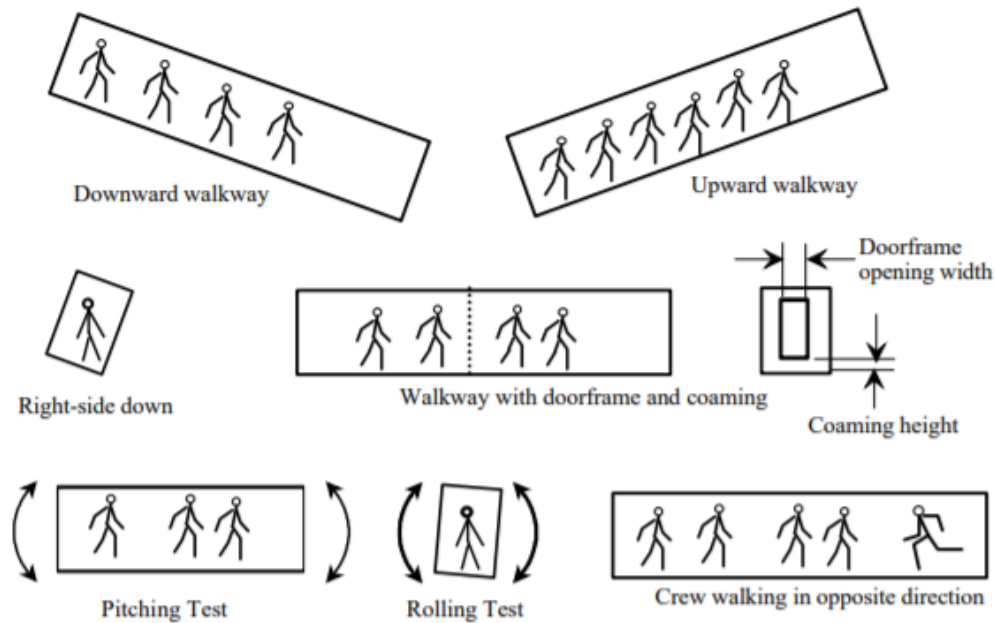 Downward walkway
Upward walkway
Doorframe
opening width
Right-side down
Walkway with doorframe and coaming
Coaming height
Pitching Test
Rolling Test
Crew walking in opposite direction